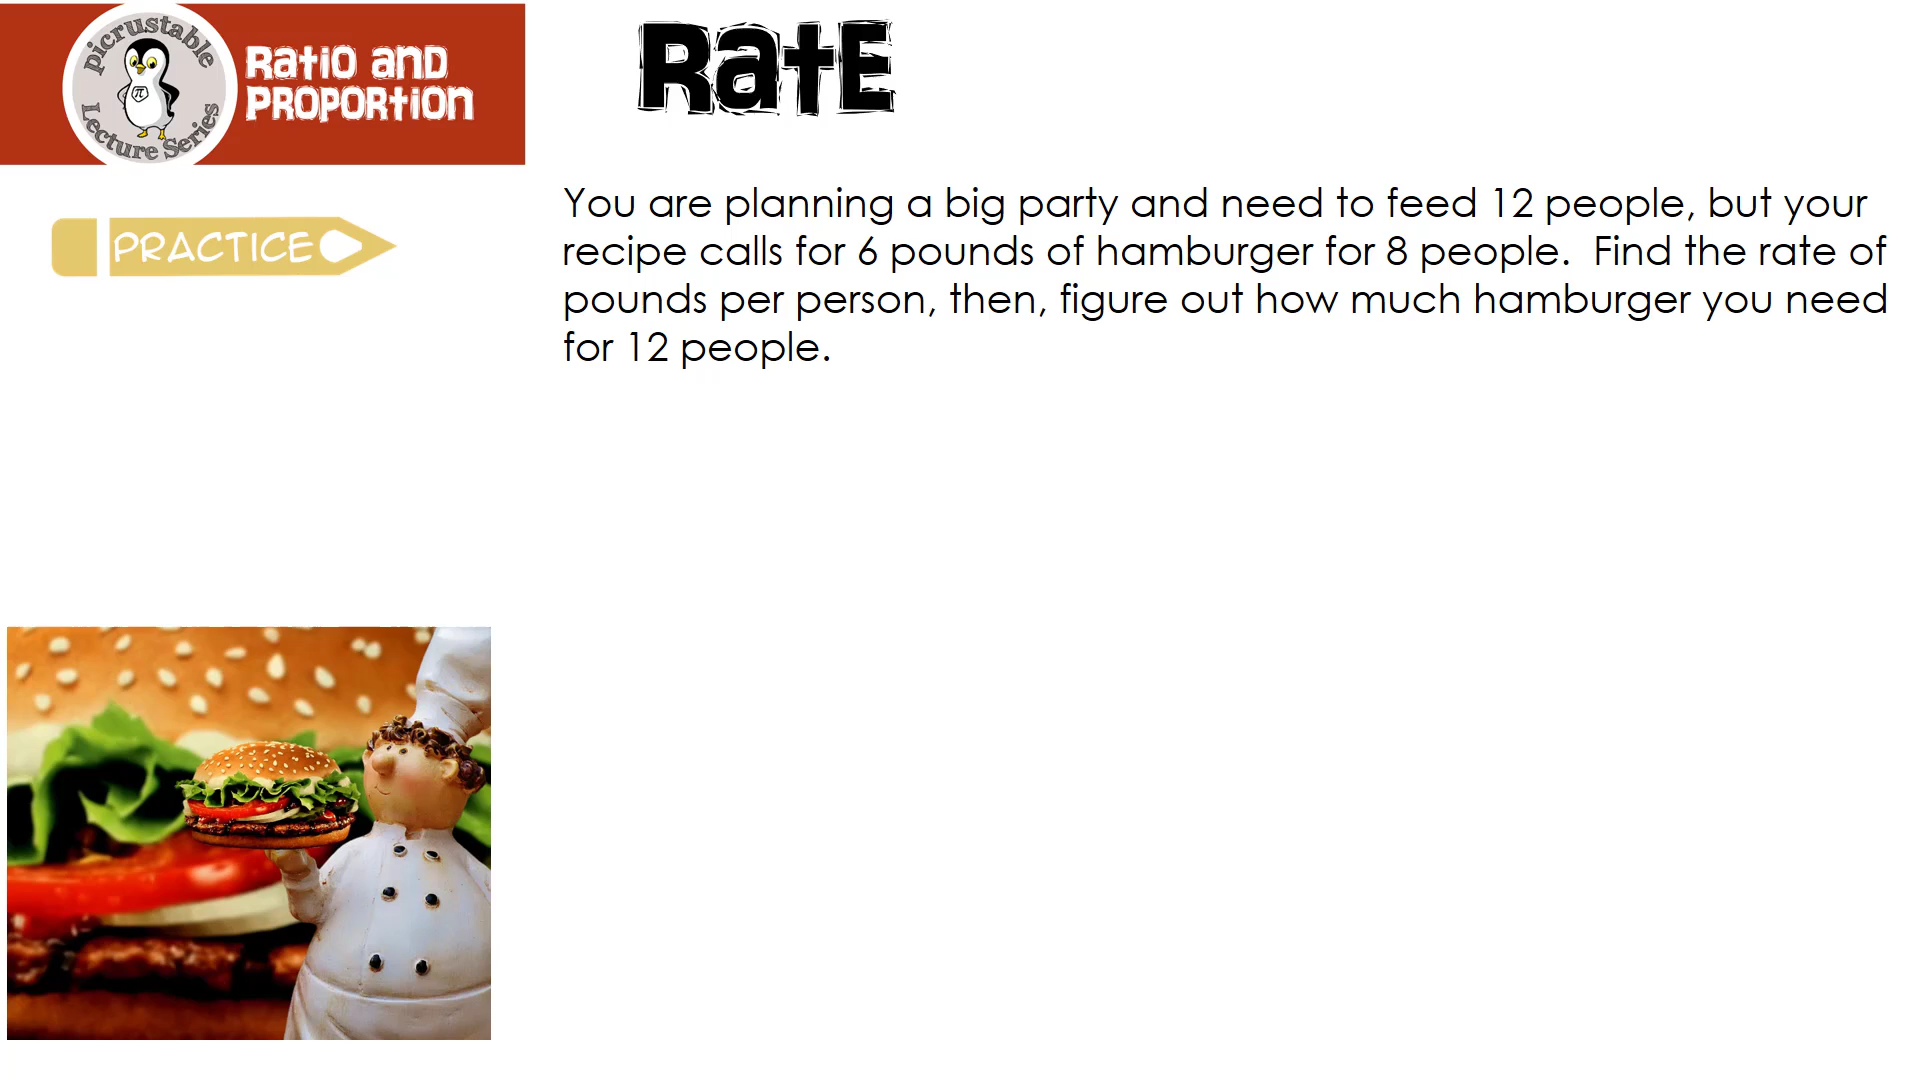 picrustable
Lecture Series
π
Ratio and
Proportion
Rate
PRACTICE
You are planning a big party and need to feed 12 people, but your
recipe calls for 6 pounds of hamburger for 8 people.  Find the rate of
pounds per person, then, figure out how much hamburger you need
for 12 people.